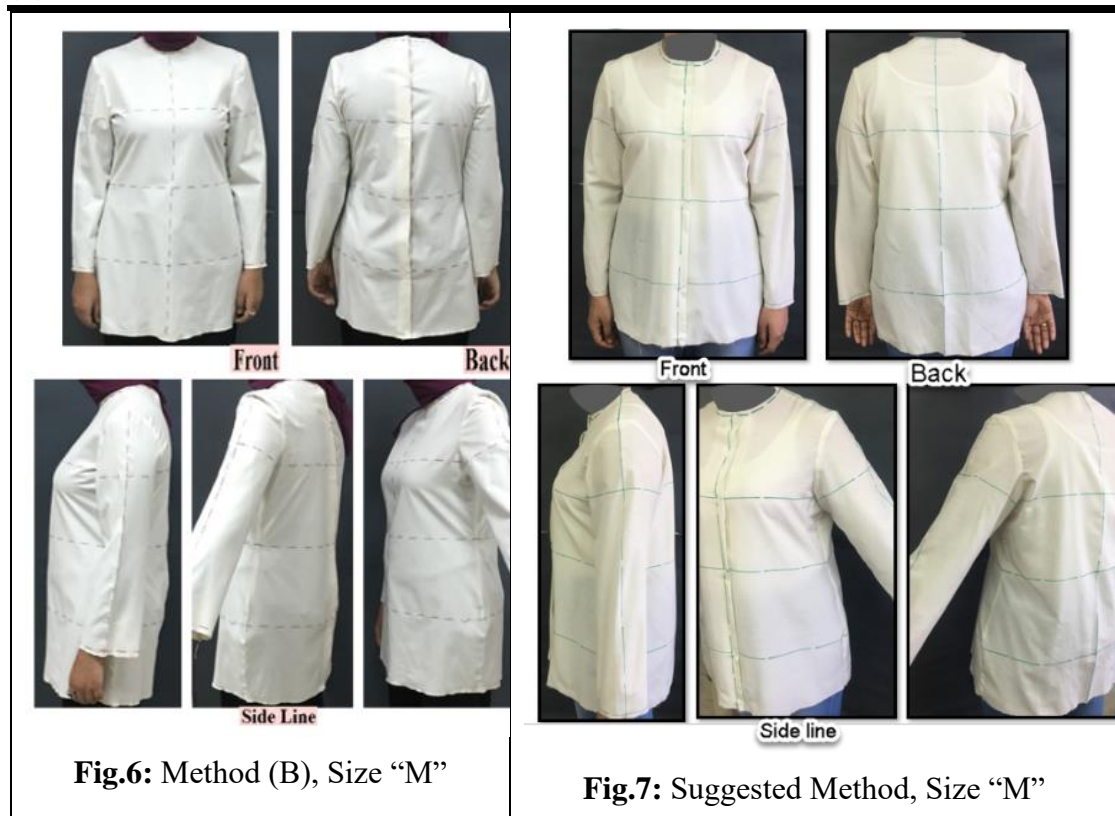 Front
Back
Side Line
Fig.6: Method (B), Size “M”
Front
Back
Side line
Fig.7: Suggested Method, Size “M”